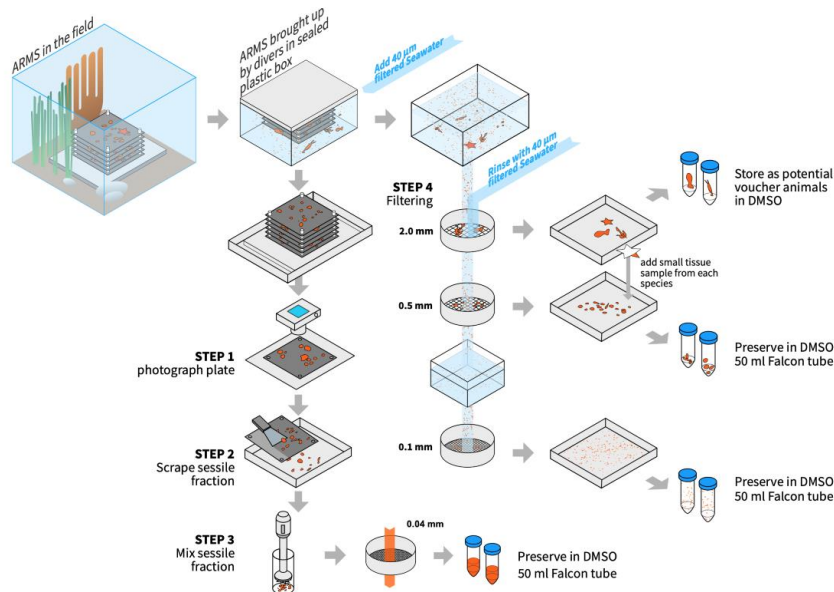 ARMS in the field
ARMS brought up
by divers in sealed
plastic box
Add 40 μm
filtered Seawater
Rinse with 40 μm
filtered Seawater
STEP 4
Filtering
2.0 mm
Store as potential
voucher animals
in DMSO
add small tissue
sample from each
species
0.5 mm
STEP 1
photograph plate
Preserve in DMSO
50 ml Falcon tube
STEP 2
Scrape sessile
fraction
0.1 mm
Preserve in DMSO
50 ml Falcon tube
STEP 3
Mix sessile
fraction
0.04 mm
Preserve in DMSO
50 ml Falcon tube